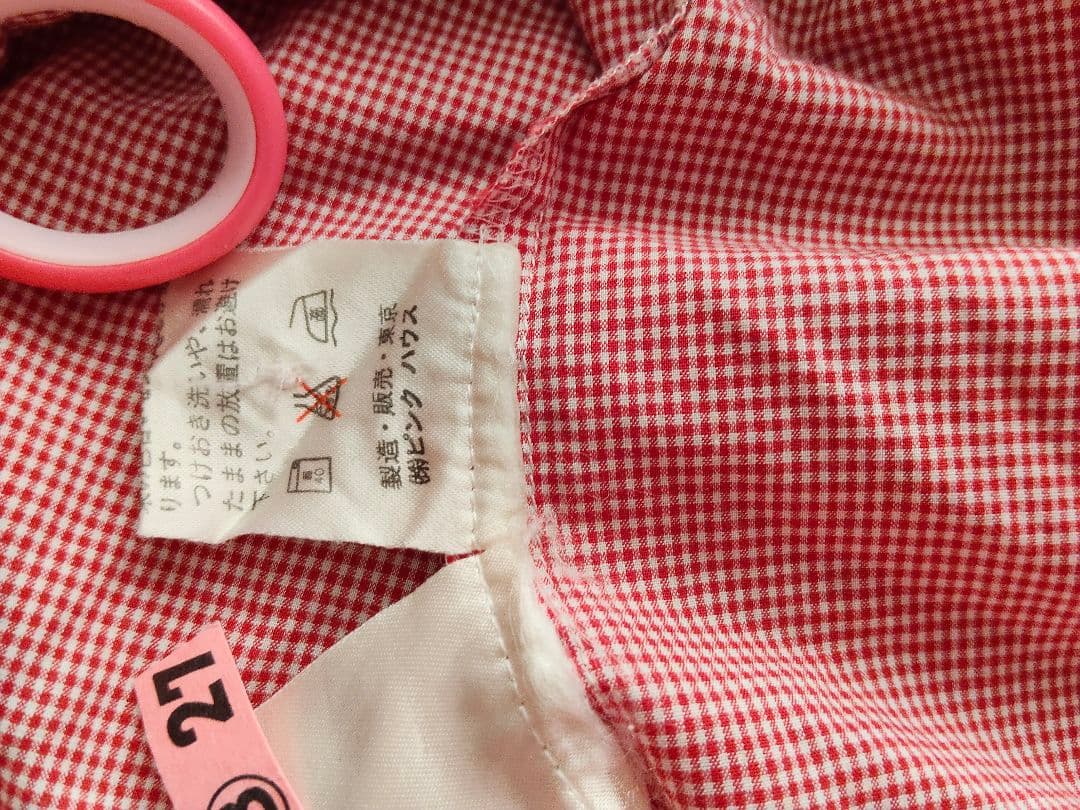 ります。
つけおき洗いや、濡れ
たままの放置はお避け
下さい。
40
製造・販売・東京
㈱ピンク ハウス
27